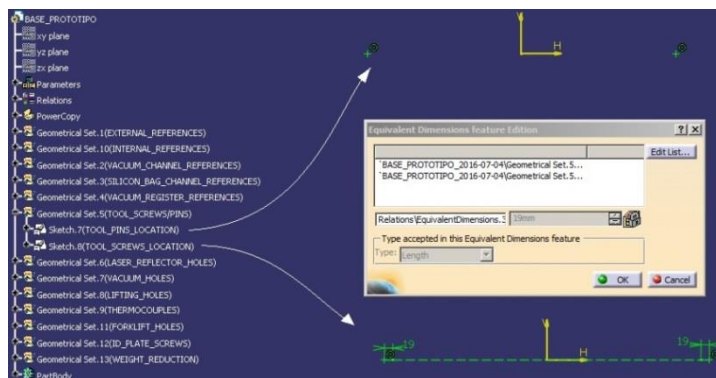 BASE_PROTOTIPO
xy plane
yz plane
zx plane
Parameters
Relations
PowerCopy
Geometrical Set.1(EXTERNAL_REFERENCES)
Geometrical Set.10(INTERNAL_REFERENCES)
Geometrical Set.2(VACUUM_CHANNEL_REFERENCES)
Geometrical Set.3(SILICON_BAG_CHANNEL_REFERENCES)
Geometrical Set.4(VACUUM_REGISTER_REFERENCES)
Geometrical Set.5(TOOL_SCREWS/PINS)
Sketch.7(TOOL_PINS_LOCATION)
Sketch.8(TOOL_SCREWS_LOCATION)
Geometrical Set.6(LASER_REFLECTOR_HOLES)
Geometrical Set.7(VACUUM_HOLES)
Geometrical Set.8(LIFTING_HOLES)
Geometrical Set.9(THERMOCOUPLES)
Geometrical Set.11(FORKLIFT_HOLES)
Geometrical Set.12(ID_PLATE_SCREWS)
Geometrical Set.13(WEIGHT_REDUCTION)
PartBody
V
H
Equivalent Dimensions feature Edition
Edit List...
`BASE_PROTOTIPO_2016-07-04\Geometrical Set.5...
`BASE_PROTOTIPO_2016-07-04\Geometrical Set.5...
Relations\EquivalentDimensions.3
19mm
Type accepted in this Equivalent Dimensions feature
Type: Length
OK
Cancel
V
H
19
19